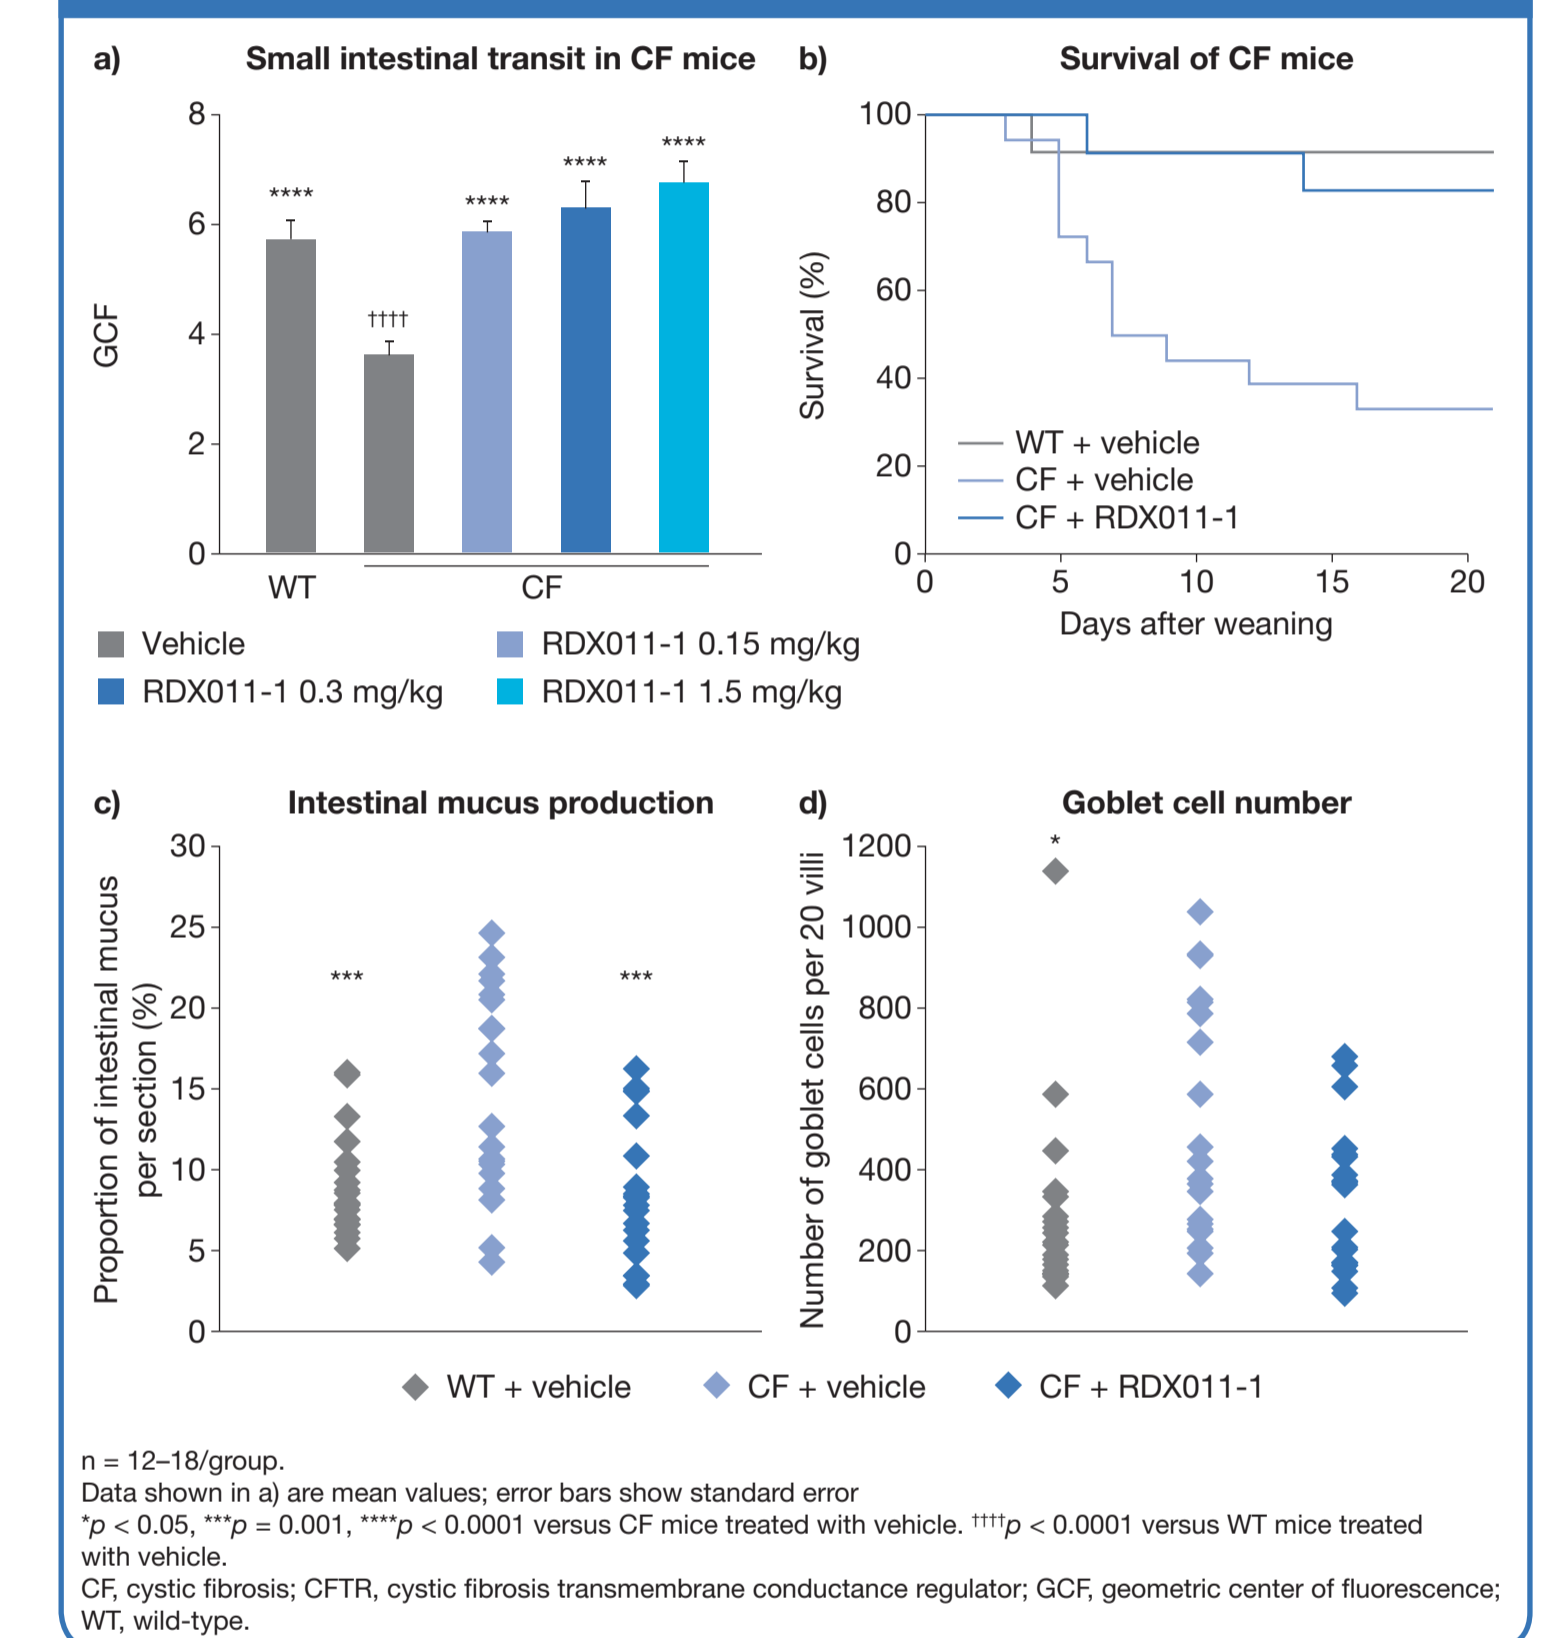 a) Small intestinal transit in CF mice
8
6
4
2
0
GCF
****
††††
****
****
****
WT
CF
Vehicle
RDX011-1 0.15 mg/kg
RDX011-1 0.3 mg/kg
RDX011-1 1.5 mg/kg
b) Survival of CF mice
100
80
60
40
20
0
Survival (%)
WT + vehicle
CF + vehicle
CF + RDX011-1
0 5 10 15 20
Days after weaning
c) Intestinal mucus production
30
25
20
15
10
5
0
Proportion of intestinal mucus
per section (%)
***
***
d) Goblet cell number
1200
1000
800
600
400
200
0
Number of goblet cells per 20 villi
*
WT + vehicle
CF + vehicle
CF + RDX011-1
n = 12–18/group.
Data shown in a) are mean values; error bars show standard error
*p < 0.05, ***p = 0.001, ****p < 0.0001 versus CF mice treated with vehicle. ††††p < 0.0001 versus WT mice treated
with vehicle.
CF, cystic fibrosis; CFTR, cystic fibrosis transmembrane conductance regulator; GCF, geometric center of fluorescence;
WT, wild-type.